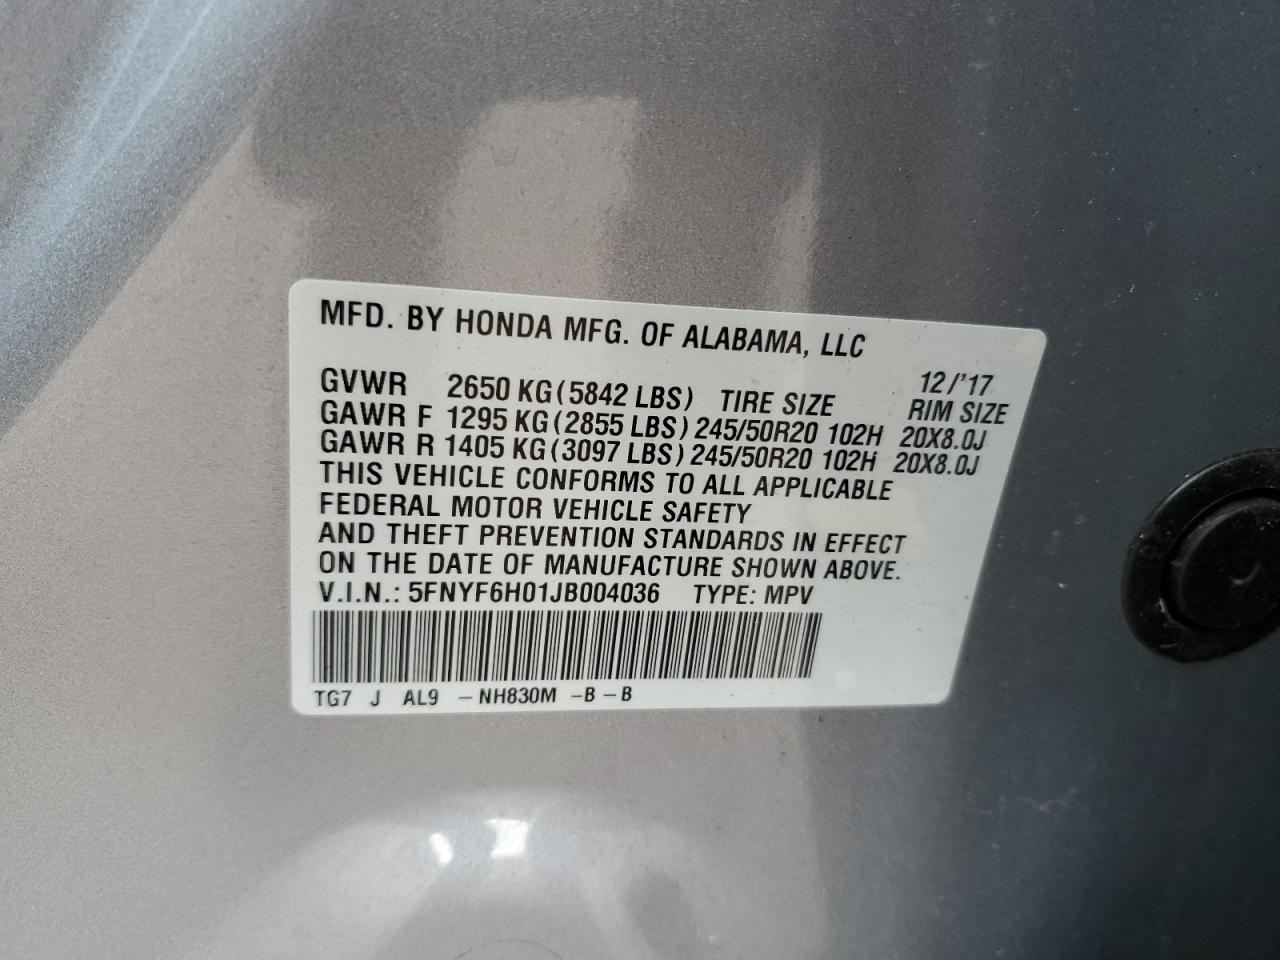 MFD. BY HONDA MFG. OF ALABAMA, LLC
12/'17
GVWR 2650 KG (5842 LBS) TIRE SIZE RIM SIZE
GAWR F 1295 KG (2855 LBS) 245/50R20 102H 20X8.0J
GAWR R 1405 KG (3097 LBS) 245/50R20 102H 20X8.0J
THIS VEHICLE CONFORMS TO ALL APPLICABLE
FEDERAL MOTOR VEHICLE SAFETY
AND THEFT PREVENTION STANDARDS IN EFFECT
ON THE DATE OF MANUFACTURE SHOWN ABOVE.
V.I.N.: 5FNYF6H01JB004036 TYPE: MPV
TG7 J AL9 – NH830M – B – B